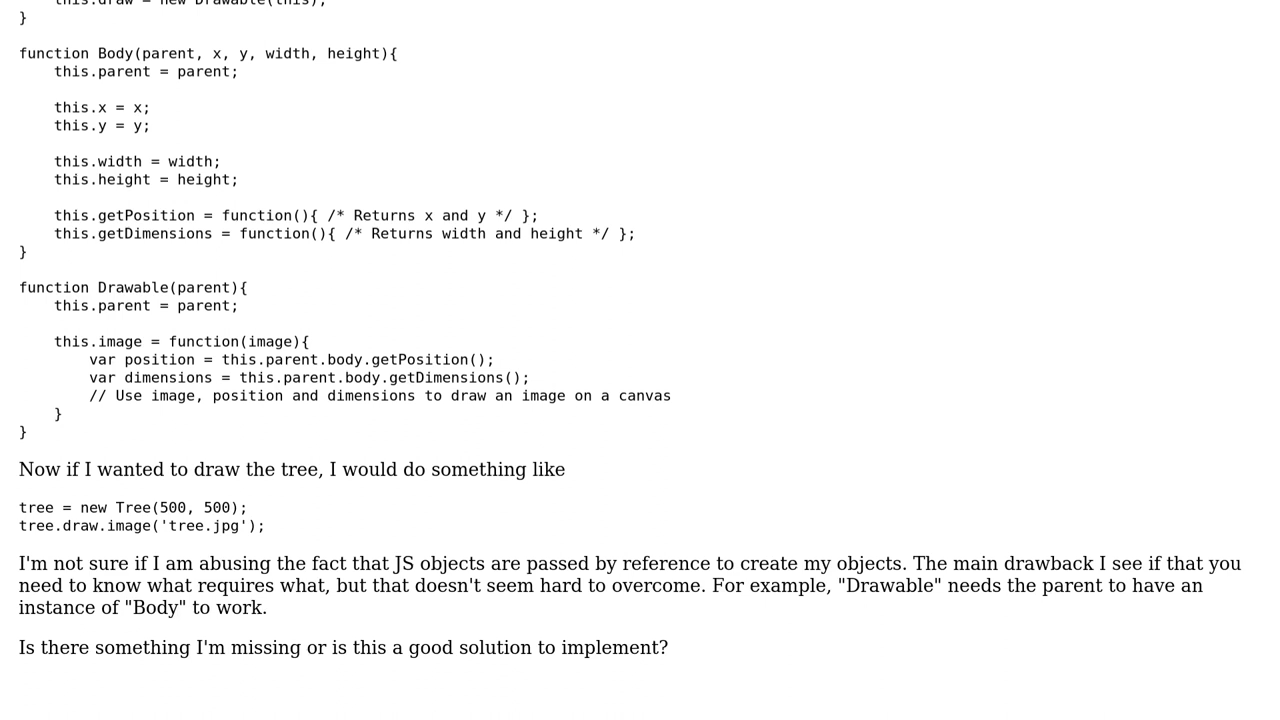 this.draw = new Drawable(this);
}
function Body(parent, x, y, width, height){
this.parent = parent;
this.x = x;
this.y = y;
this.width = width;
this.height = height;
this.getPosition = function(){ /* Returns x and y */ };
this.getDimensions = function(){ /* Returns width and height */ };
}
function Drawable(parent){
this.parent = parent;
this.image = function(image){
var position = this.parent.body.getPosition();
var dimensions = this.parent.body.getDimensions();
// Use image, position and dimensions to draw an image on a canvas
}
}
Now if I wanted to draw the tree, I would do something like
tree = new Tree(500, 500);
tree.draw.image('tree.jpg');
I'm not sure if I am abusing the fact that JS objects are passed by reference to create my objects. The main drawback I see if that you
need to know what requires what, but that doesn't seem hard to overcome. For example, "Drawable" needs the parent to have an
instance of "Body" to work.
Is there something I'm missing or is this a good solution to implement?